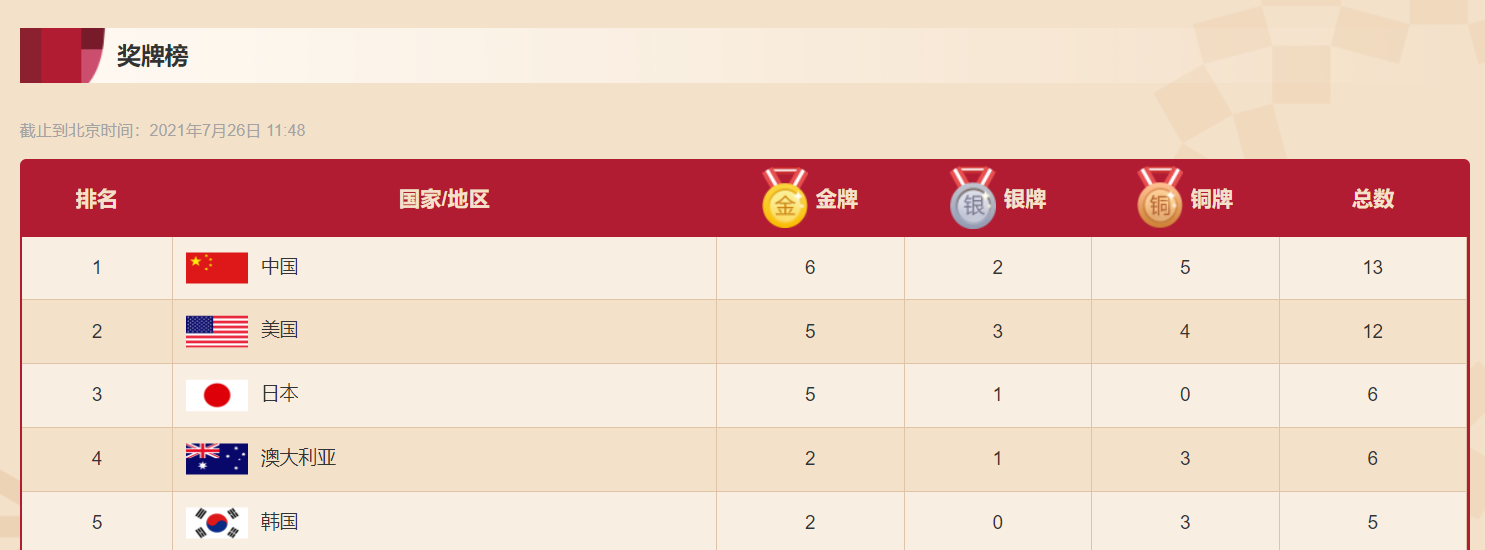 奖牌榜
截止到北京时间：2021年7月26日 11:48
排名 国家/地区 金 金牌 银 银牌 铜 铜牌 总数
1 中国 6 2 5 13
2 美国 5 3 4 12
3 日本 5 1 0 6
4 澳大利亚 2 1 3 6
5 韩国 2 0 3 5